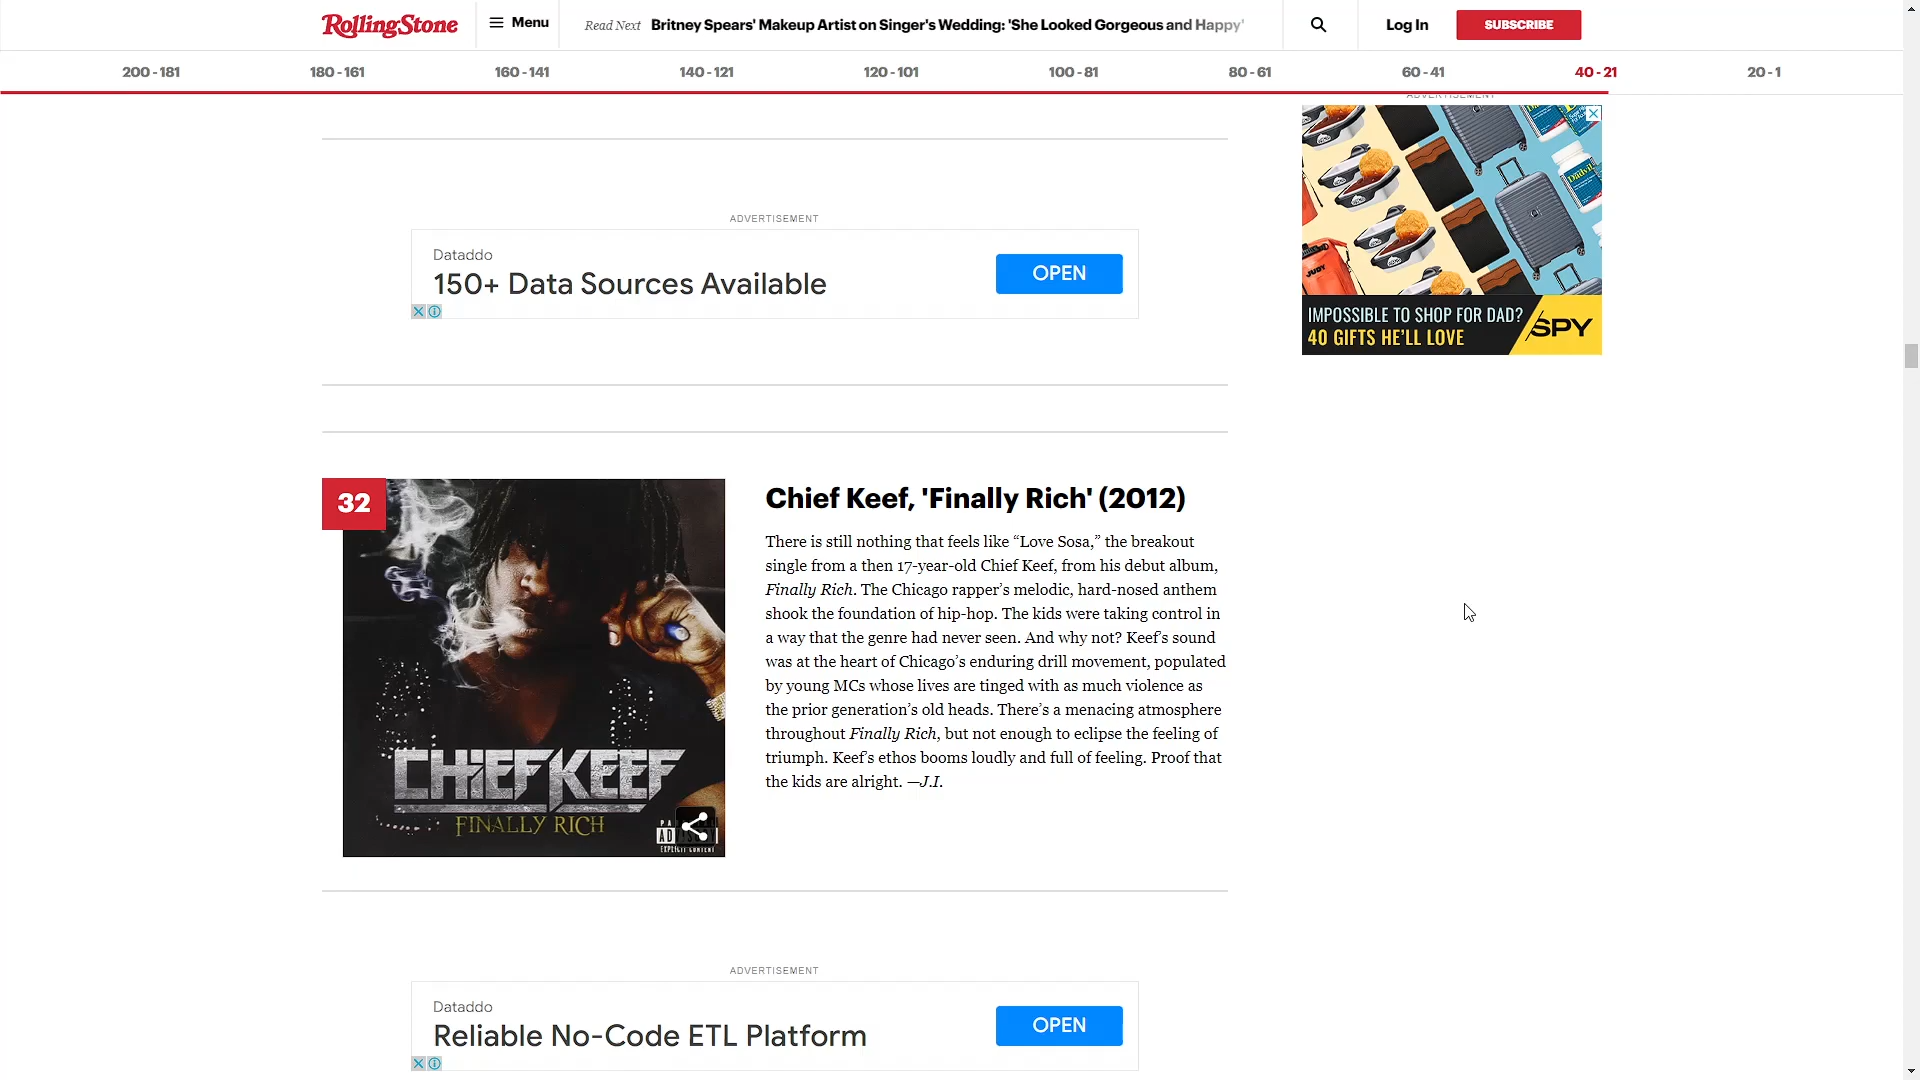 RollingStone
Menu
Read Next Britney Spears' Makeup Artist on Singer's Wedding: 'She Looked Gorgeous and Happy'
Log In
SUBSCRIBE
200 - 181
180 - 161
160 - 141
140 - 121
120 - 101
100 - 81
80 - 61
60 - 41
40 - 21
20 - 1
ADVERTISEMENT
JUDY
IMPOSSIBLE TO SHOP FOR DAD?
40 GIFTS HE'LL LOVE
SPY
ADVERTISEMENT
Dataddo
150+ Data Sources Available
OPEN
32
CHIEF KEEF
FINALLY RICH
EXPLICIT CONTENT
Chief Keef, 'Finally Rich' (2012)
There is still nothing that feels like “Love Sosa,” the breakout
single from a then 17-year-old Chief Keef, from his debut album,
Finally Rich. The Chicago rapper’s melodic, hard-nosed anthem
shook the foundation of hip-hop. The kids were taking control in
a way that the genre had never seen. And why not? Keef’s sound
was at the heart of Chicago’s enduring drill movement, populated
by young MCs whose lives are tinged with as much violence as
the prior generation’s old heads. There’s a menacing atmosphere
throughout Finally Rich, but not enough to eclipse the feeling of
triumph. Keef’s ethos booms loudly and full of feeling. Proof that
the kids are alright. —J.I.
ADVERTISEMENT
Dataddo
Reliable No-Code ETL Platform
OPEN